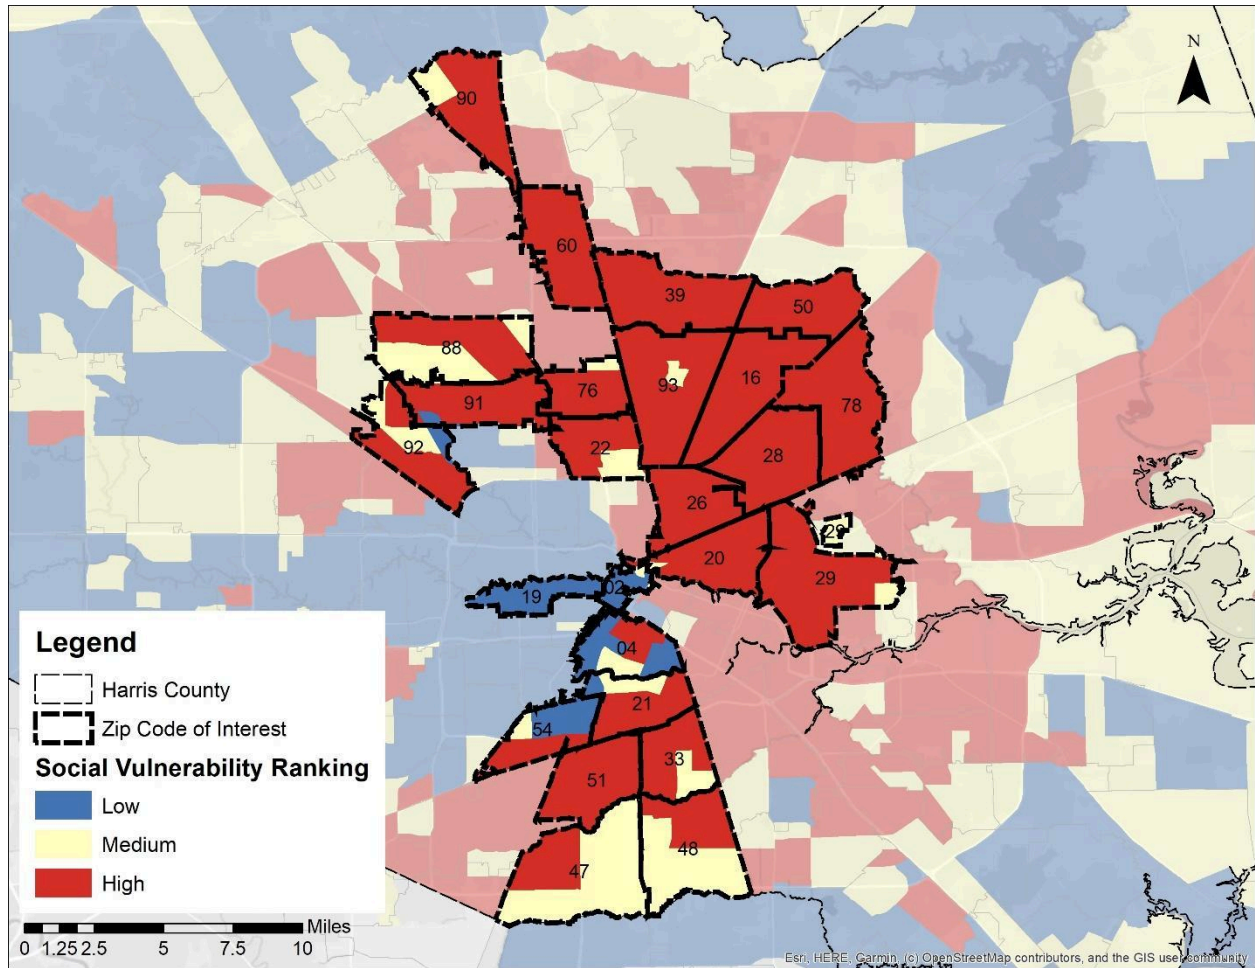 N
90
60
39
50
88
93
16
76
78
91
92
22
28
26
29
20
29
19
02
04
21
54
33
51
48
47
Legend
Harris County
Zip Code of Interest
Social Vulnerability Ranking
Low
Medium
High
Miles
0 1.25 2.5 5 7.5 10
Esri, HERE, Garmin, (c) OpenStreetMap contributors, and the GIS user community